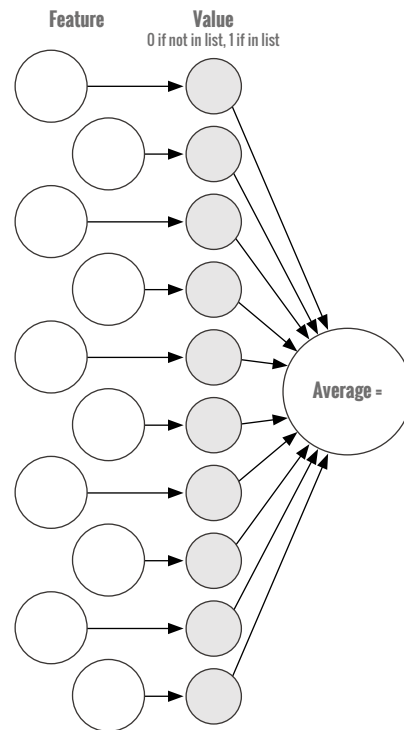 Feature
Value
0 if not in list, 1 if in list
Average =